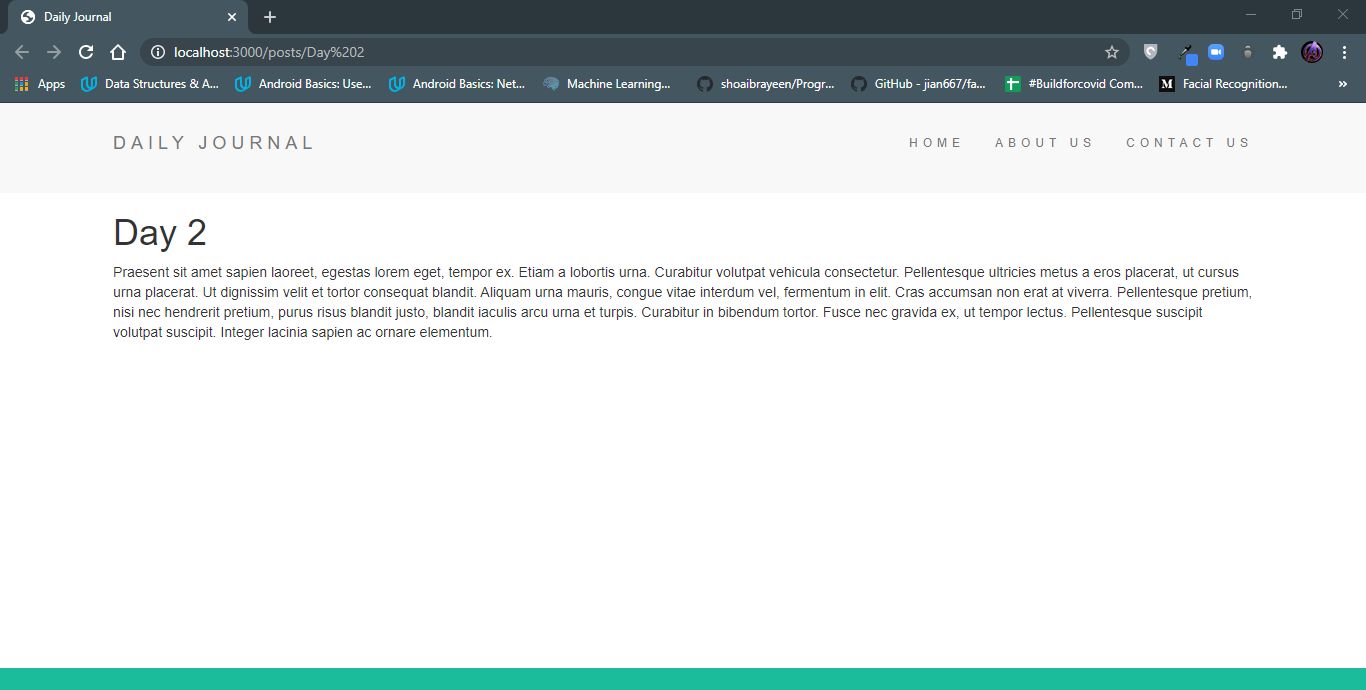 Daily Journal
localhost:3000/posts/Day%202
Apps Data Structures & A... Android Basics: Use... Android Basics: Net... Machine Learning... shoaibrayeen/Progr... GitHub - jian667/fa... #Buildforcovid Com... M Facial Recognition... »
DAILY JOURNAL HOME ABOUT US CONTACT US
Day 2
Praesent sit amet sapien laoreet, egestas lorem eget, tempor ex. Etiam a lobortis urna. Curabitur volutpat vehicula consectetur. Pellentesque ultricies metus a eros placerat, ut cursus
urna placerat. Ut dignissim velit et tortor consequat blandit. Aliquam urna mauris, congue vitae interdum vel, fermentum in elit. Cras accumsan non erat at viverra. Pellentesque pretium,
nisi nec hendrerit pretium, purus risus blandit justo, blandit iaculis arcu urna et turpis. Curabitur in bibendum tortor. Fusce nec gravida ex, ut tempor lectus. Pellentesque suscipit
volutpat suscipit. Integer lacinia sapien ac ornare elementum.